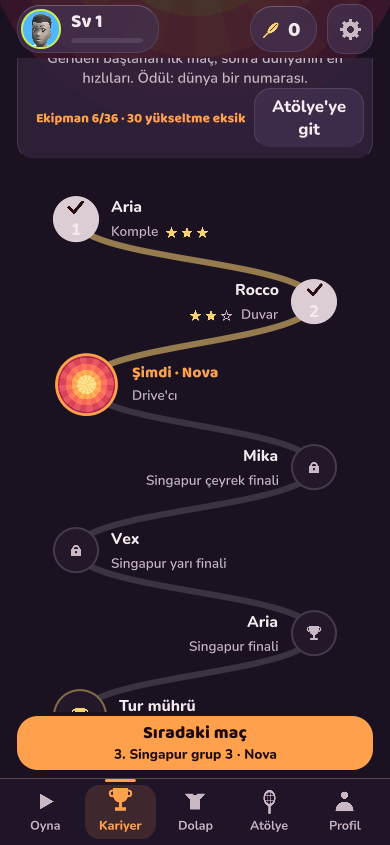 Sv 1
0
Geriden başlanan ilk maç, sonra dünyanın en
hızlıları. Ödül: dünya bir numarası.
Ekipman 6/36 · 30 yükseltme eksik
Atölye'ye
git
Aria
1
Komple
Rocco
2
Duvar
Şimdi · Nova
Drive'cı
Mika
Singapur çeyrek finali
Vex
Singapur yarı finali
Aria
Singapur finali
Tur mührü
Sıradaki maç
3. Singapur grup 3 · Nova
Oyna
Kariyer
Dolap
Atölye
Profil